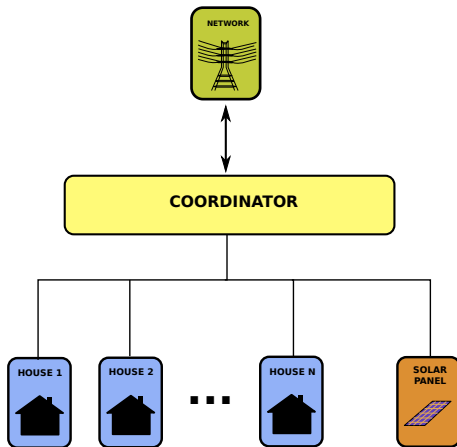 NETWORK
COORDINATOR
HOUSE 1
HOUSE 2
...
HOUSE N
SOLAR
PANEL